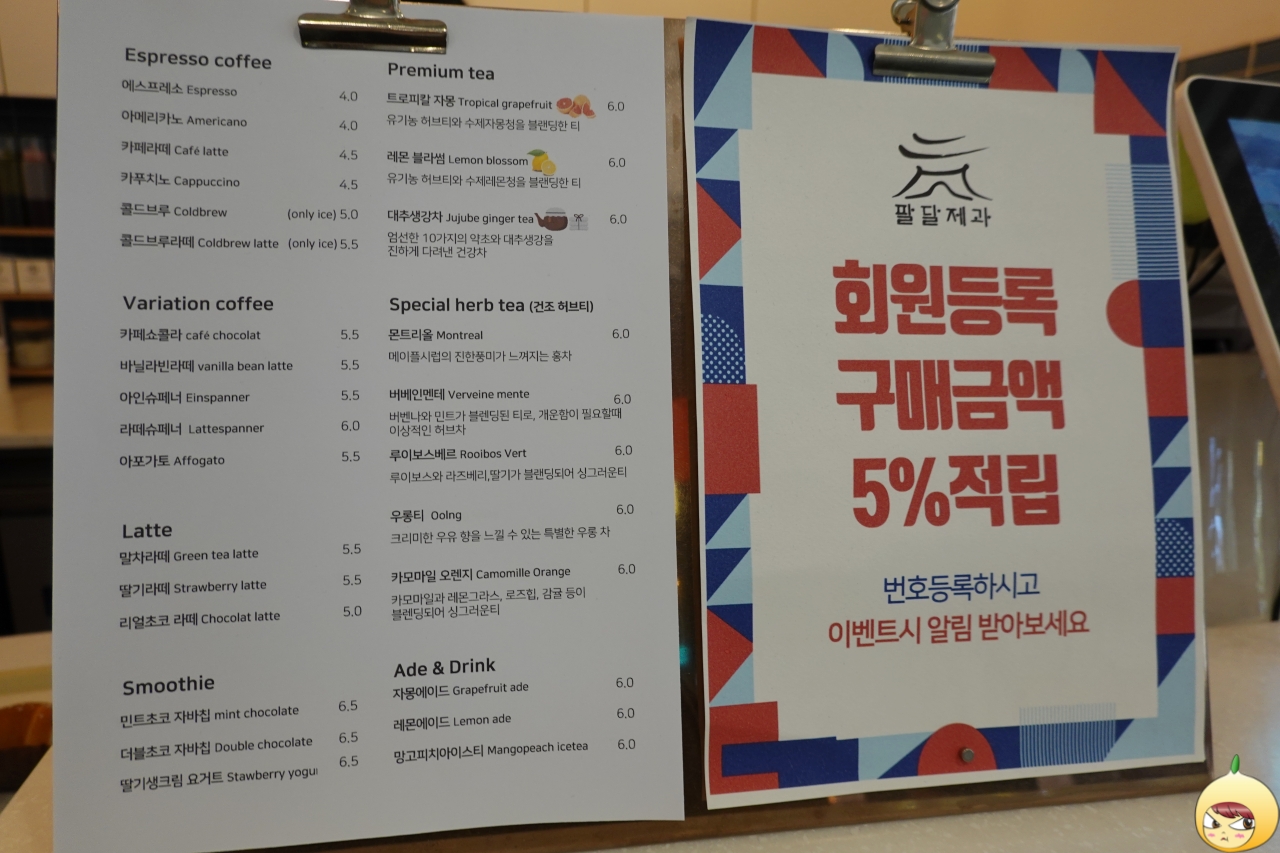 Espresso coffee
에스프레소 Espresso 4.0
아메리카노 Americano 4.0
카페라떼 Café latte 4.5
카푸치노 Cappuccino 4.5
콜드브루 Coldbrew (only ice) 5.0
콜드브루라떼 Coldbrew latte (only ice) 5.5
Variation coffee
카페쇼콜라 café chocolat 5.5
바닐라빈라떼 vanilla bean latte 5.5
아인슈페너 Einspanner 5.5
라떼슈페너 Lattespanner 6.0
아포가토 Affogato 5.5
Latte
말차라떼 Green tea latte 5.5
딸기라떼 Strawberry latte 5.5
리얼초코 라떼 Chocolat latte 5.0
Smoothie
민트초코 자바칩 mint chocolate 6.5
더블초코 자바칩 Double chocolate 6.5
딸기생크림 요거트 Stawberry yogur 6.5
Premium tea
트로피칼 자몽 Tropical grapefruit 6.0
유기농 허브티와 수제자몽청을 블랜딩한 티
레몬 블라썸 Lemon blossom 6.0
유기농 허브티와 수제레몬청을 블랜딩한 티
대추생강차 Jujube ginger tea 6.0
엄선한 10가지의 약초와 대추생강을
진하게 다려낸 건강차
Special herb tea (건조 허브티)
몬트리올 Montreal 6.0
메이플시럽의 진한풍미가 느껴지는 홍차
버베인멘테 Verveine mente 6.0
버벤나와 민트가 블렌딩된 티로, 개운함이 필요할때
이상적인 허브차
루이보스베르 Rooibos Vert 6.0
루이보스와 라즈베리,딸기가 블랜딩되어 싱그러운티
우롱티 Oolng 6.0
크리미한 우유 향을 느낄 수 있는 특별한 우롱 차
카모마일 오렌지 Camomille Orange 6.0
카모마일과 레몬그라스, 로즈힙, 감귤 등이
블렌딩되어 싱그러운티
Ade & Drink
자몽에이드 Grapefruit ade 6.0
레몬에이드 Lemon ade 6.0
망고피치아이스티 Mangopeach icetea 6.0
팔달제과
회원등록
구매금액
5%적립
번호등록하시고
이벤트시 알림 받아보세요